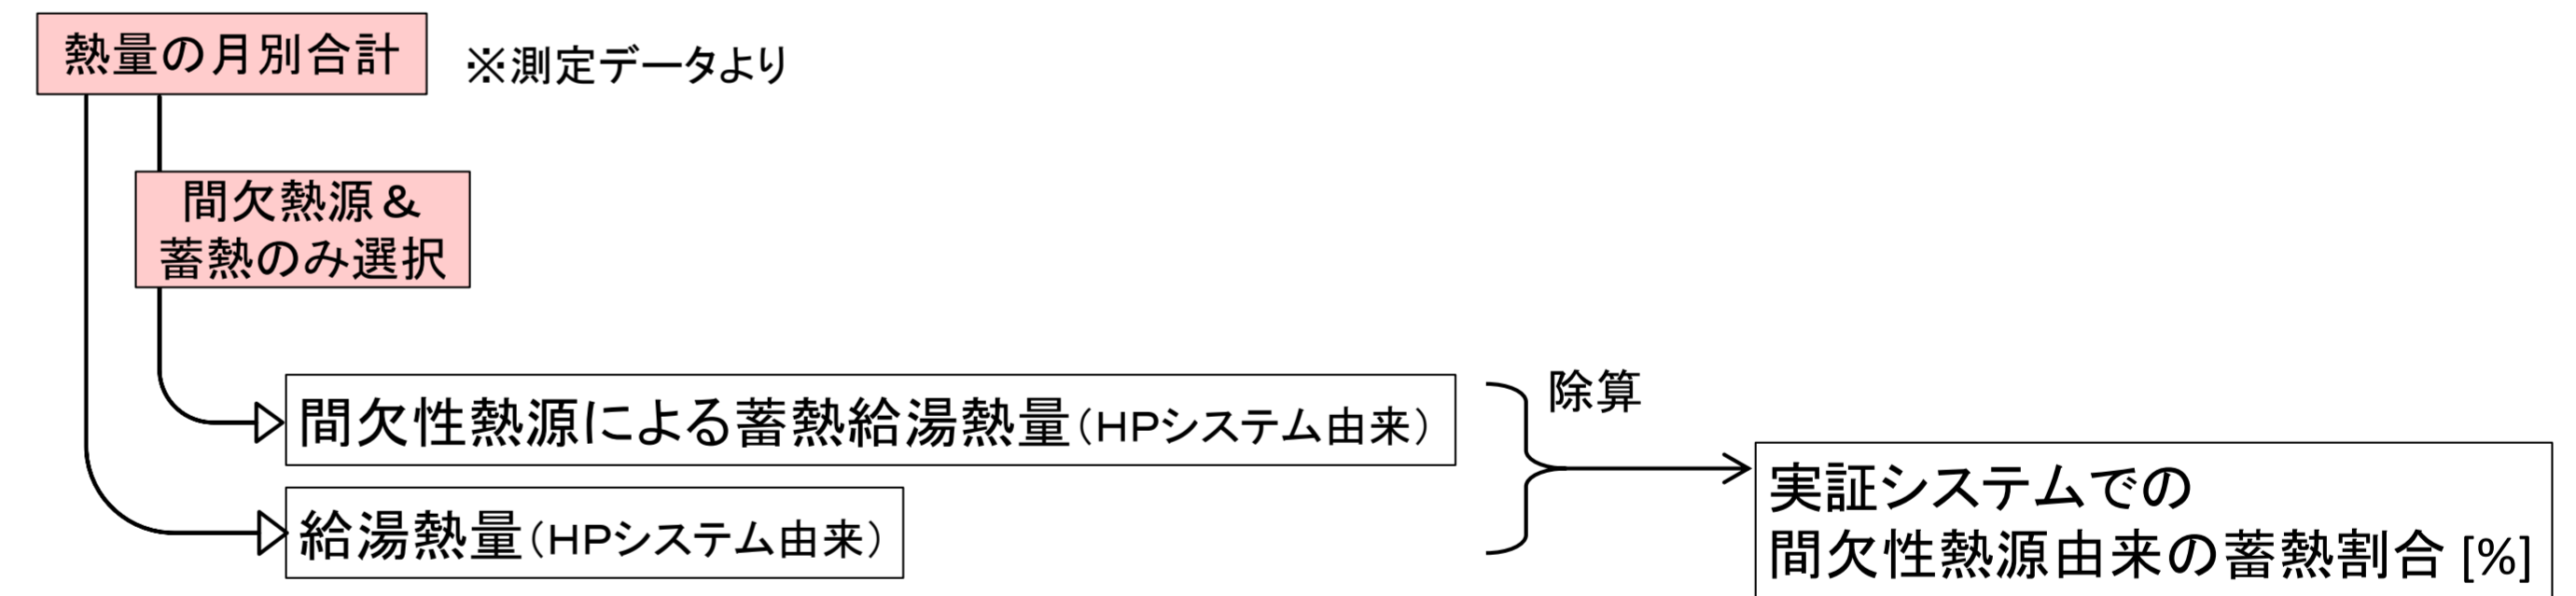 熱量の月別合計
※測定データより
間欠熱源＆
蓄熱のみ選択
間欠性熱源による蓄熱給湯熱量（HPシステム由来）
除算
給湯熱量（HPシステム由来）
実証システムでの
間欠性熱源由来の蓄熱割合 [%]